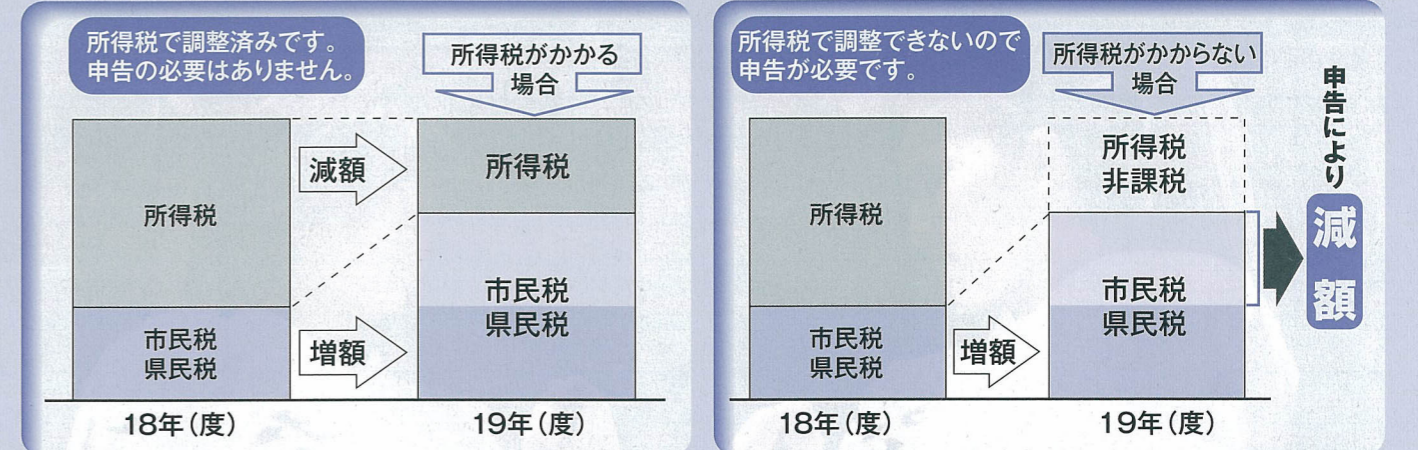 所得税で調整済みです。
申告の必要はありません。
所得税がかかる
場合
所得税
減額
所得税
市民税
県民税
増額
市民税
県民税
18年(度)
19年(度)
所得税で調整できないので
申告が必要です。
所得税がかからない
場合
所得税
所得税
非課税
市民税
県民税
増額
市民税
県民税
18年(度)
19年(度)
申告により
減額